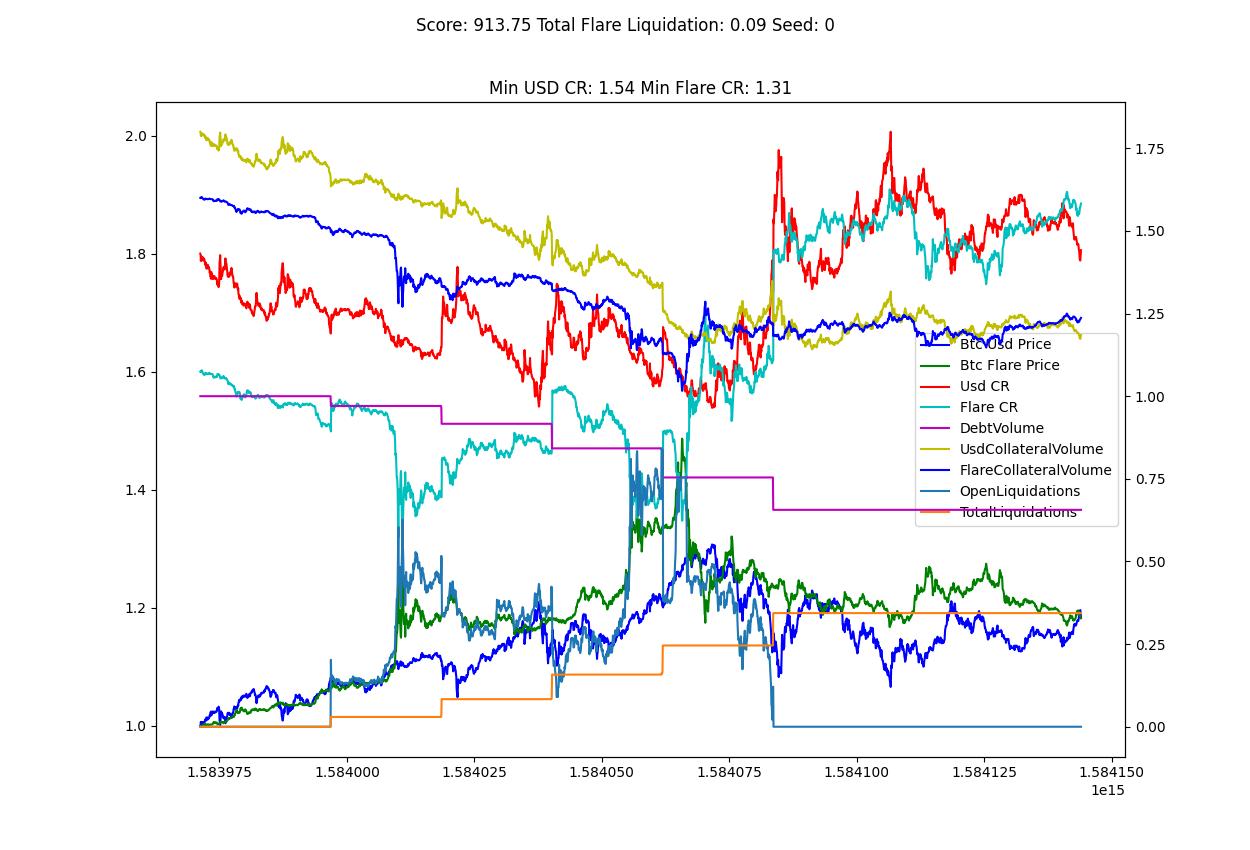 Score: 913.75 Total Flare Liquidation: 0.09 Seed: 0
Min USD CR: 1.54 Min Flare CR: 1.31
2.0
1.8
1.6
1.4
1.2
1.0
1.75
1.50
1.25
1.00
0.75
0.50
0.25
0.00
Btc Usd Price
Btc Flare Price
Usd CR
Flare CR
DebtVolume
UsdCollateralVolume
FlareCollateralVolume
OpenLiquidations
TotalLiquidations
1.583975 1.584000 1.584025 1.584050 1.584075 1.584100 1.584125 1.584150
1e15